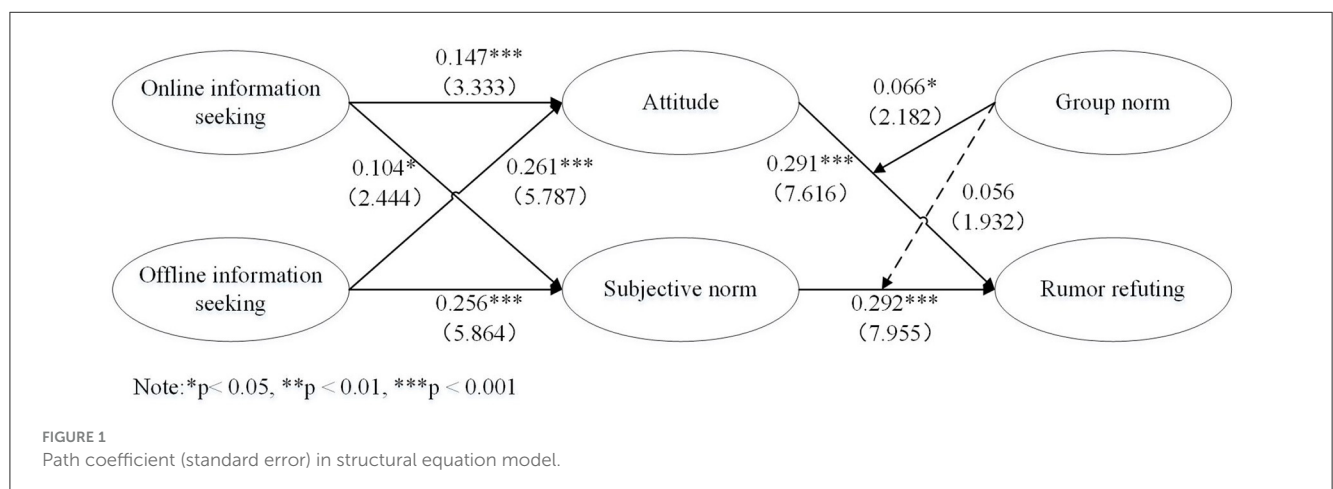 Online information
seeking
0.147***
(3.333)
Attitude
0.066*
(2.182)
Group norm
0.104*
(2.444)
0.261***
(5.787)
0.291***
(7.616)
0.056
(1.932)
Offline information
seeking
0.256***
(5.864)
Subjective norm
0.292***
(7.955)
Rumor refuting
Note:*p< 0.05, **p < 0.01, ***p < 0.001
FIGURE 1
Path coefficient (standard error) in structural equation model.